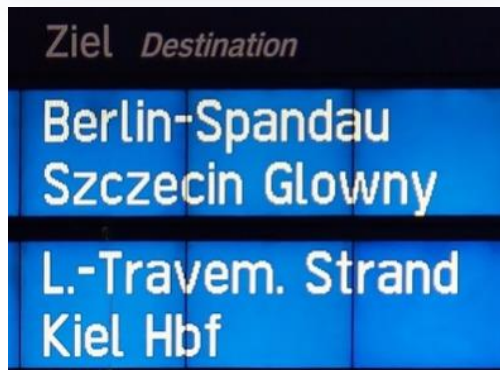 Ziel Destination
Berlin-Spandau
Szczecin Glowny
L.-Travem. Strand
Kiel Hbf